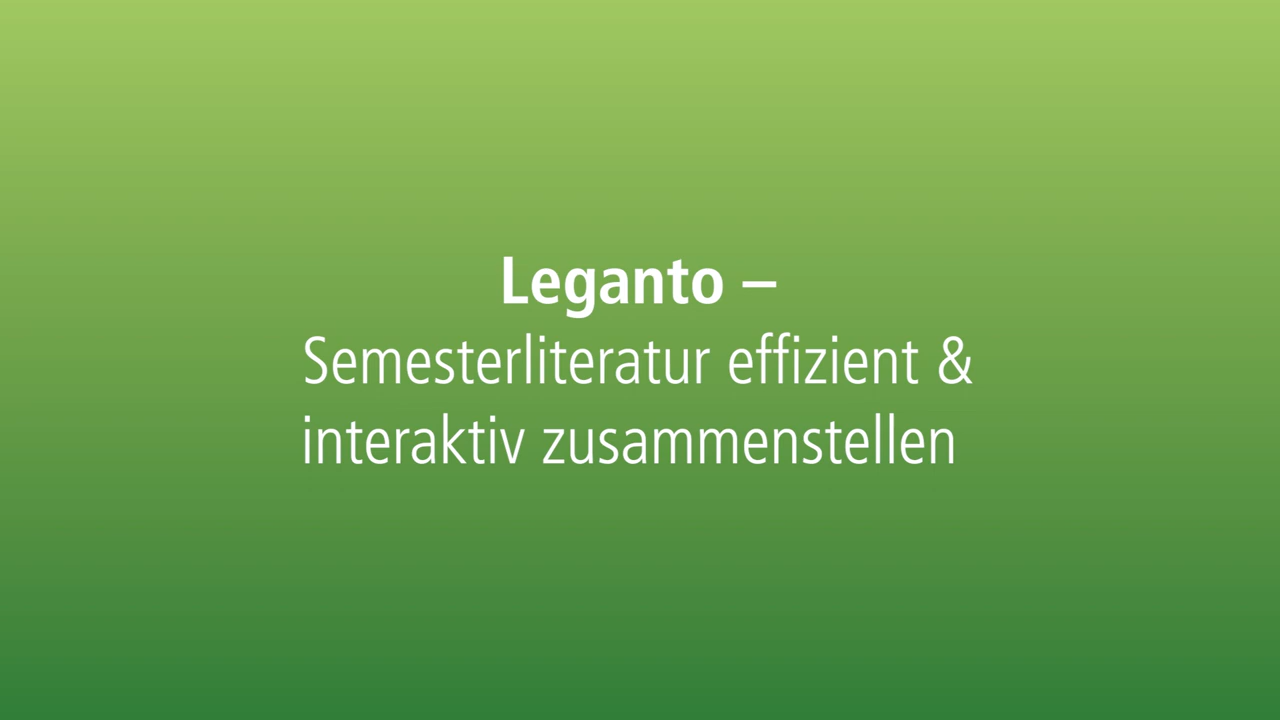 Leganto –
Semesterliteratur effizient &
interaktiv zusammenstellen